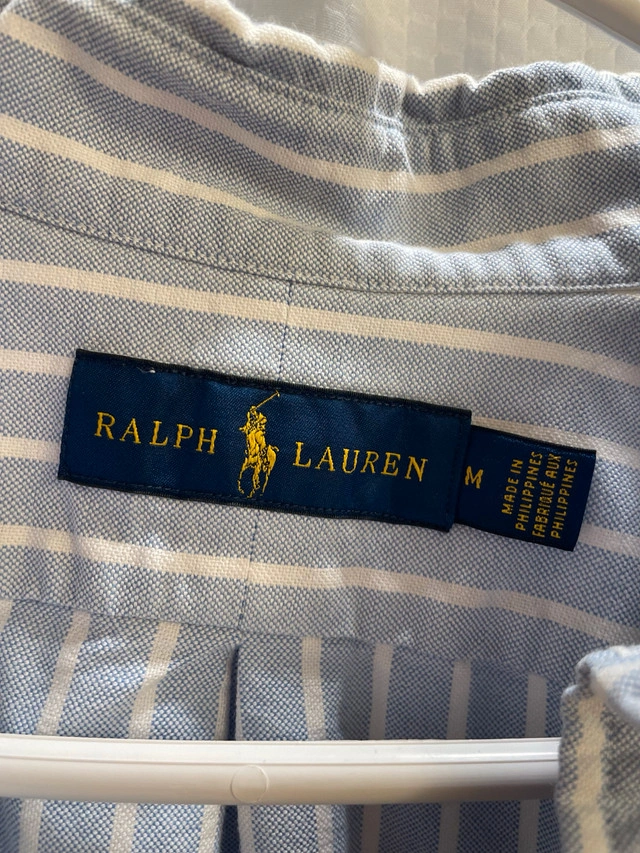 RALPH LAUREN
M
MADE IN
PHILIPPINES
FABRIQUÉ AUX
PHILIPPINES